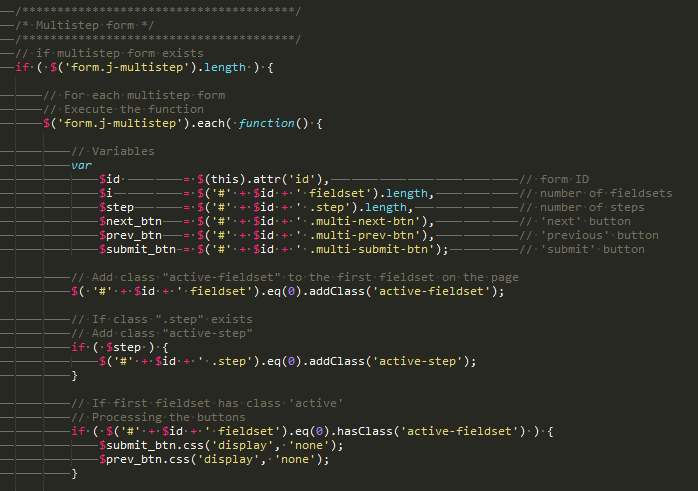 /***************************************/
/* Multistep form */
/***************************************/
// if multistep form exists
if ( $('form.j-multistep').length ) {
// For each multistep form
// Execute the function
$('form.j-multistep').each( function() {
// Variables
var
$id = $(this).attr('id'), // form ID
$i = $('#' + $id + ' fieldset').length, // number of fieldsets
$step = $('#' + $id + ' .step').length, // number of steps
$next_btn = $('#' + $id + ' .multi-next-btn'), // 'next' button
$prev_btn = $('#' + $id + ' .multi-prev-btn'), // 'previous' button
$submit_btn = $('#' + $id + ' .multi-submit-btn'); // 'submit' button
// Add class "active-fieldset" to the first fieldset on the page
$( '#' + $id + ' fieldset').eq(0).addClass('active-fieldset');
// If class ".step" exists
// Add class "active-step"
if ( $step ) {
$('#' + $id + ' .step').eq(0).addClass('active-step');
}
// If first fieldset has class 'active'
// Processing the buttons
if ( $('#' + $id + ' fieldset').eq(0).hasClass('active-fieldset') ) {
$submit_btn.css('display', 'none');
$prev_btn.css('display', 'none');
}